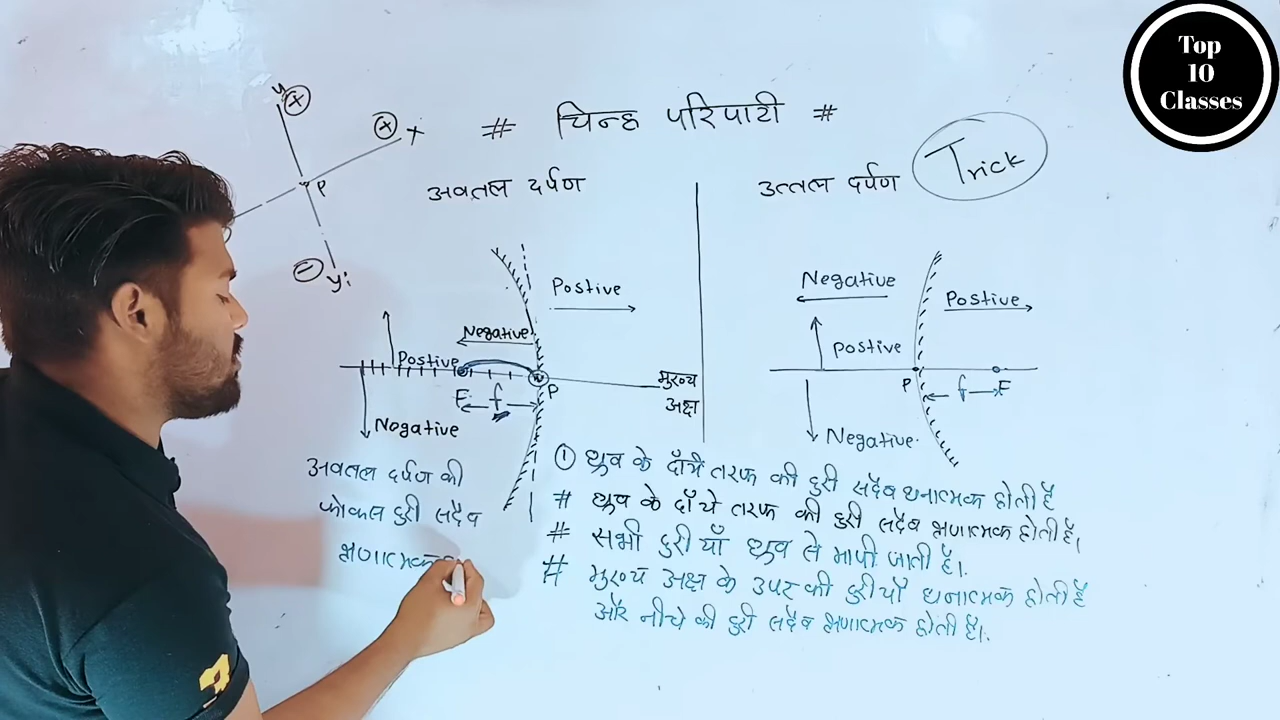 Top
10
Classes
y
+
+
x
P
-
y'
# चिन्ह परिपाटी #
अवतल दर्पण
उत्तल दर्पण
Trick
Postive
Negative
Postive
F
f
P
मुख्य
अक्ष
Nogative
Negative
Postive
Postive
P
f
F
Negative.
अवतल दर्पण की
फोकस दुरी सदैव
ऋणात्मक
① ध्रुव के दाँये तरफ की दुरी सदैव धनात्मक होती है
# ध्रुव के दाँये तरफ की दुरी सदैव ऋणात्मक होती है।
# सभी दुरीयाँ ध्रुव से मापी जाती है।
# मुख्य अक्ष के उपर की दुरीयाँ धनात्मक होती है
और नीचे की दुरी सदैव ऋणात्मक होती है।